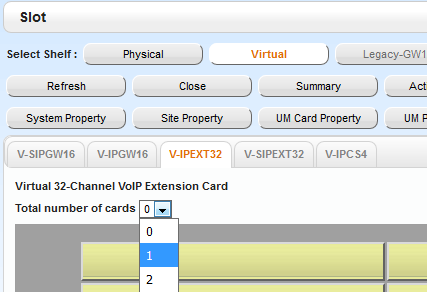 Slot
Select Shelf : Physical Virtual Legacy-GW1
Refresh Close Summary
System Property Site Property UM Card Property UM
V-SIPGW16 V-IPGW16 V-IPEXT32 V-SIPEXT32 V-IPCS4
Virtual 32-Channel VoIP Extension Card
Total number of cards 0
0
1
2